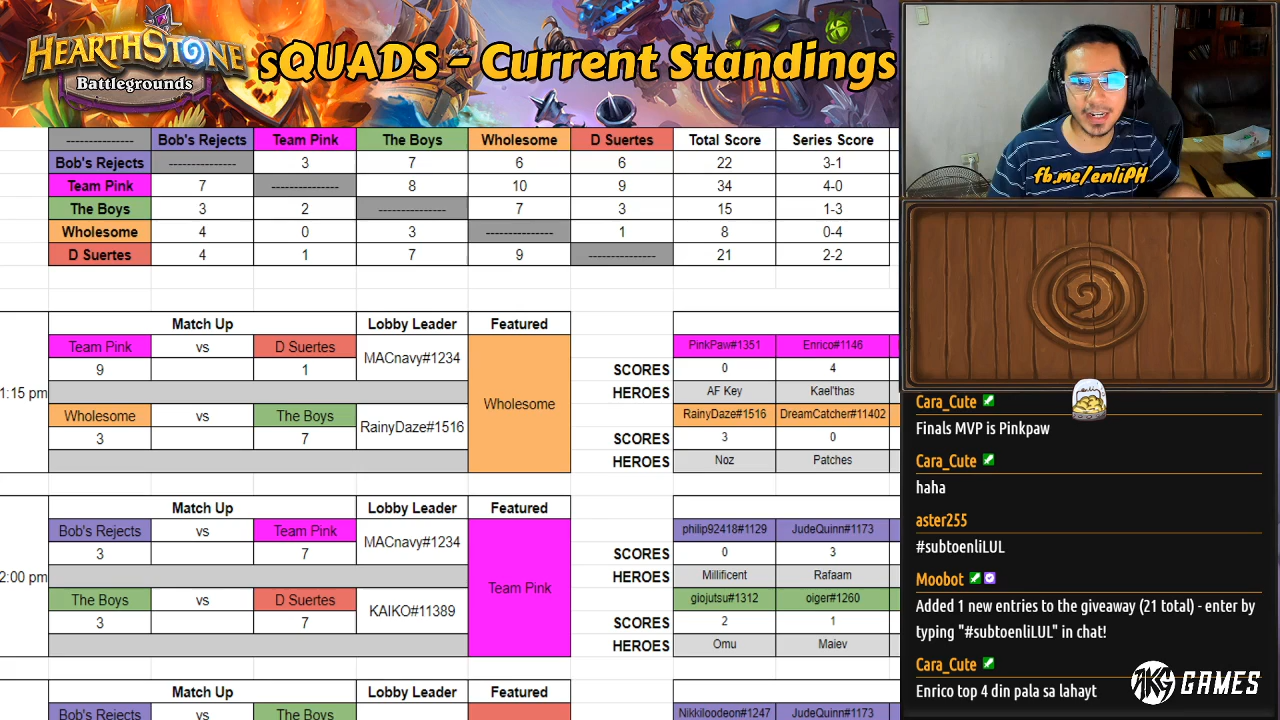 HEARTHSTONE
Battlegrounds
sQUADS - Current Standings
--------------- Bob's Rejects Team Pink The Boys Wholesome D Suertes Total Score Series Score
Bob's Rejects --------------- 3 7 6 6 22 3-1
Team Pink 7 --------------- 8 10 9 34 4-0
The Boys 3 2 --------------- 7 3 15 1-3
Wholesome 4 0 3 --------------- 1 8 0-4
D Suertes 4 1 7 9 --------------- 21 2-2
Match Up Lobby Leader Featured
Team Pink vs D Suertes MACnavy#1234 PinkPaw#1351 Enrico#1146
9 1 SCORES 0 4
1:15 pm HEROES AF Key Kael'thas
Wholesome
Wholesome vs The Boys RainyDaze#1516 RainyDaze#1516 DreamCatcher#11402
3 7 SCORES 3 0
HEROES Noz Patches
Match Up Lobby Leader Featured
Bob's Rejects vs Team Pink MACnavy#1234 philip92418#1129 JudeQuinn#1173
3 7 SCORES 0 3
2:00 pm HEROES Millificent Rafaam
Team Pink
The Boys vs D Suertes KAIKO#11389 giojutsu#1312 oiger#1260
3 7 SCORES 2 1
HEROES Omu Maiev
Match Up Lobby Leader Featured
Bob's Rejects vs The Boys Nikkiloodeon#1247 JudeQuinn#1173
fb.me/enliPH
Cara_Cute
Finals MVP is Pinkpaw
Cara_Cute
haha
aster255
#subtoenliLUL
Moobot
Added 1 new entries to the giveaway (21 total) - enter by
typing "#subtoenliLUL" in chat!
Cara_Cute
Enrico top 4 din pala sa lahayt
AKG GAMES